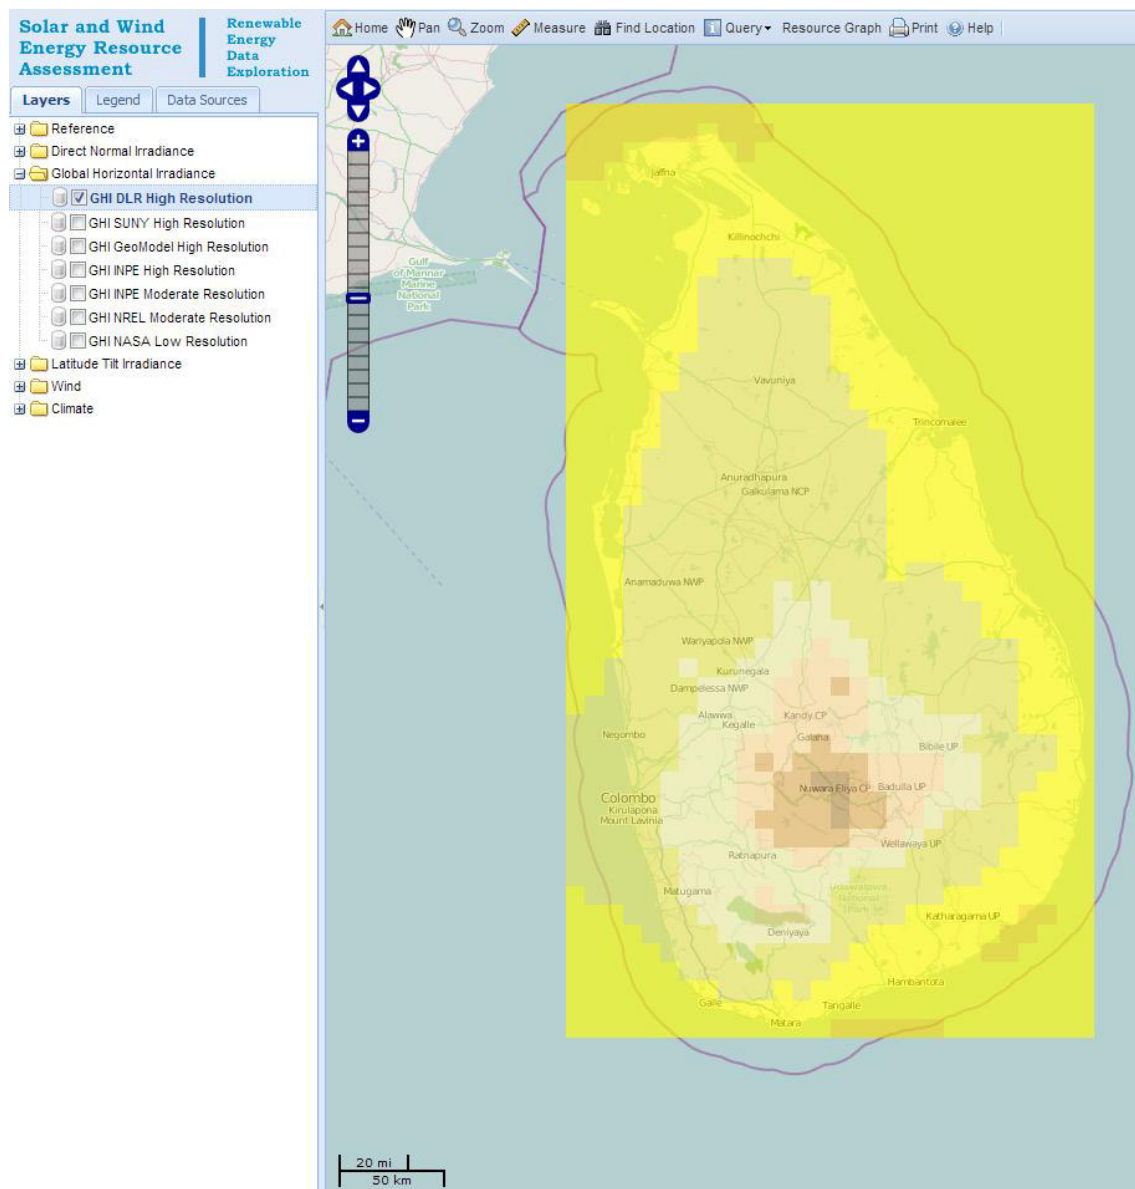 Solar and Wind
Energy Resource
Assessment
Renewable
Energy
Data
Exploration
Home Pan Zoom Measure Find Location Query Resource Graph Print Help
Layers Legend Data Sources
Reference
Direct Normal Irradiance
Global Horizontal Irradiance
GHI DLR High Resolution
GHI SUNY High Resolution
GHI GeoModel High Resolution
GHI INPE High Resolution
GHI INPE Moderate Resolution
GHI NREL Moderate Resolution
GHI NASA Low Resolution
Latitude Tilt Irradiance
Wind
Climate
Jaffna
Killinochchi
Gulf
of Mannar
Marine
National
Park
Vavuniya
Trincomaree
Anuradhapura
Galkulama NCP
Anamaduwa NWP
Wariyapola NWP
Kurunegala
Dampelessa NWP
Alawwa
Kandy CP
Kegalle
Galaha
Negombo
Bibile UP
Nuwara Eliya CP
Badulla UP
Colombo
Kirulapona
Mount Lavinia
Wellawaya UP
Ratnapura
Matugama
Udawalawa
National
Park
Katharagama UP
Deniyaya
Hambantota
Galle
Tangalle
Matara
20 mi
50 km